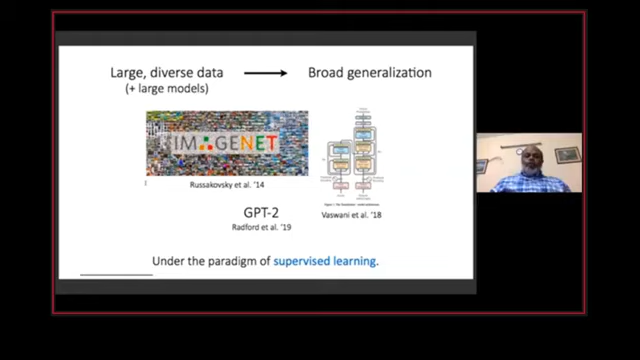 Large, diverse data
Broad generalization
(+ large models)
IMAGENET
Russakovsky et al. '14
GPT-2
Radford et al. '19
Vaswani et al. '18
Under the paradigm of supervised learning.